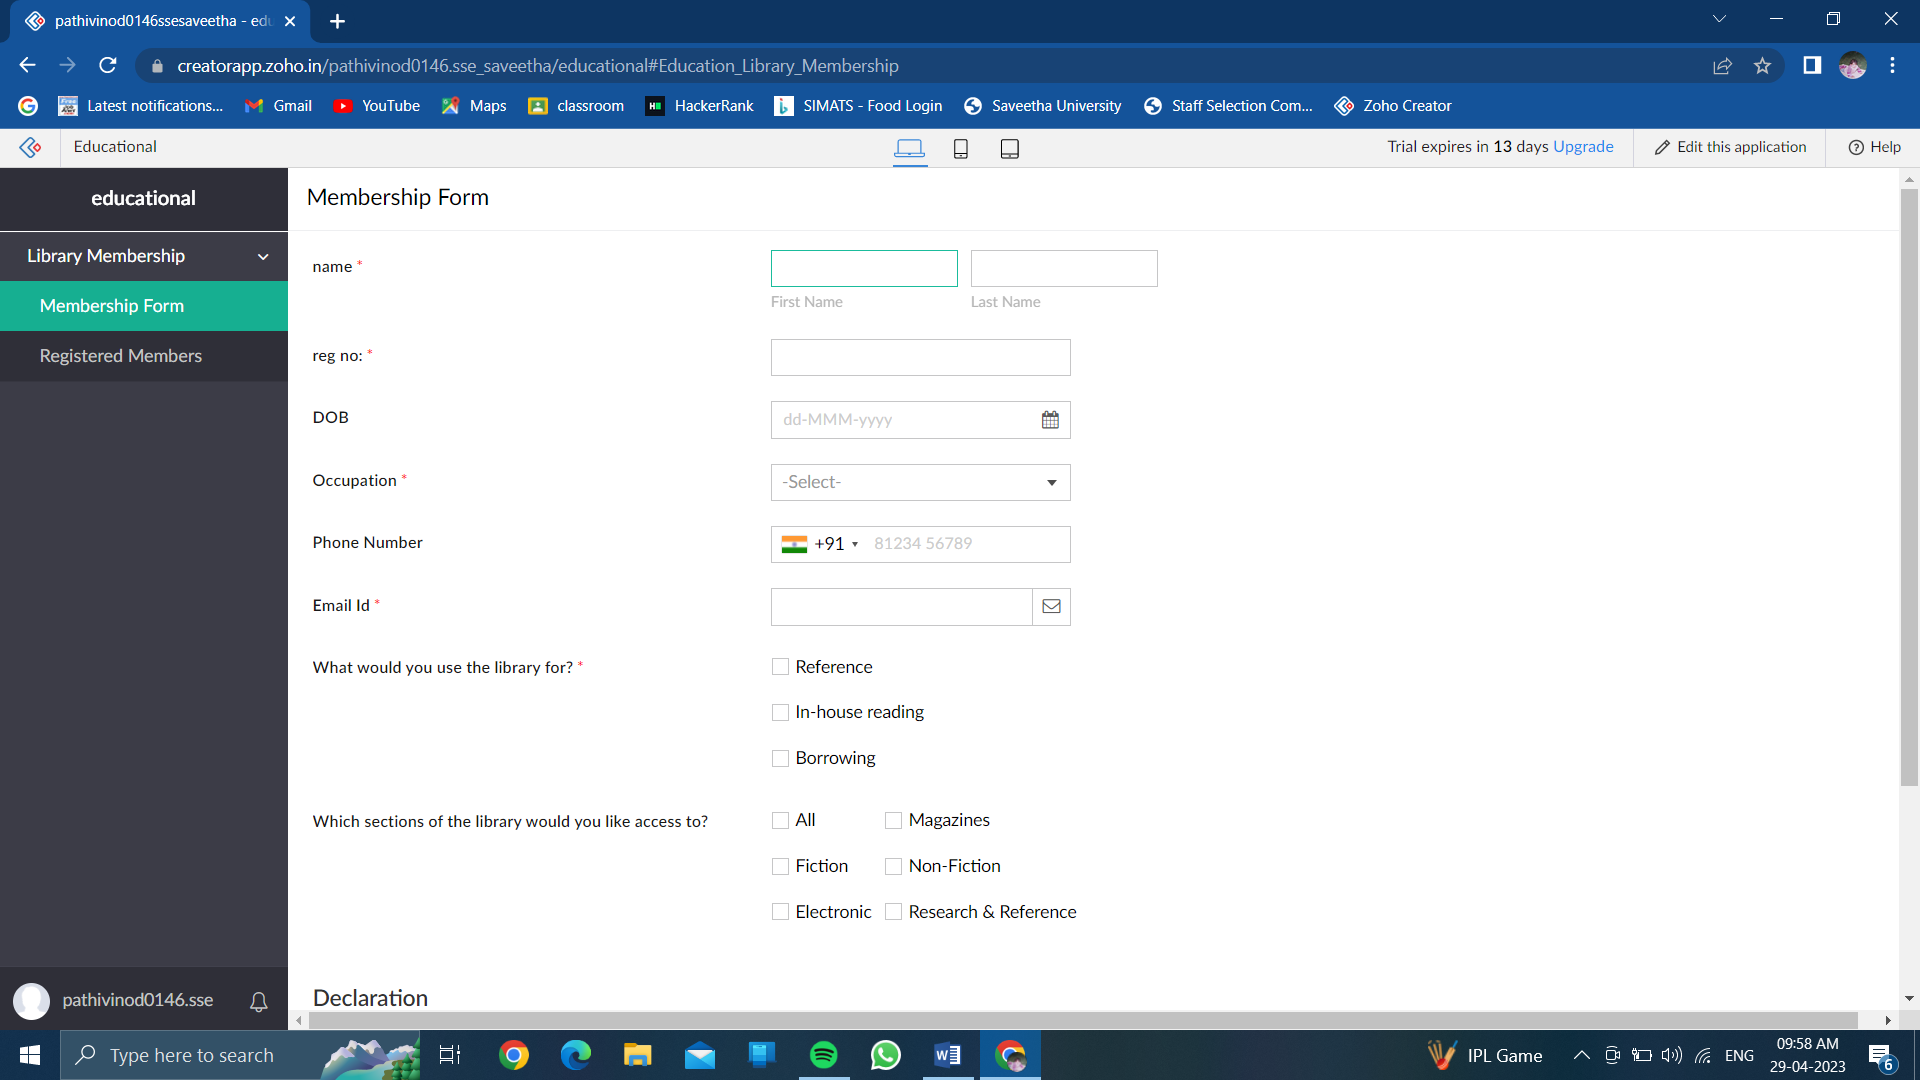 pathivinod0146ssesaveetha - edu
creatorapp.zoho.in/pathivinod0146.sse_saveetha/educational#Education_Library_Membership
Latest notifications... Gmail YouTube Maps classroom HackerRank SIMATS - Food Login Saveetha University Staff Selection Com... Zoho Creator
Educational Trial expires in 13 days Upgrade Edit this application Help
educational
Library Membership
Membership Form
Registered Members
Membership Form
name *
First Name Last Name
reg no: *
DOB dd-MMM-yyyy
Occupation * -Select-
Phone Number +91 81234 56789
Email Id *
What would you use the library for? * Reference
In-house reading
Borrowing
Which sections of the library would you like access to? All Magazines
Fiction Non-Fiction
Electronic Research & Reference
Declaration
pathivinod0146.sse
Type here to search IPL Game ENG 09:58 AM
29-04-2023 6